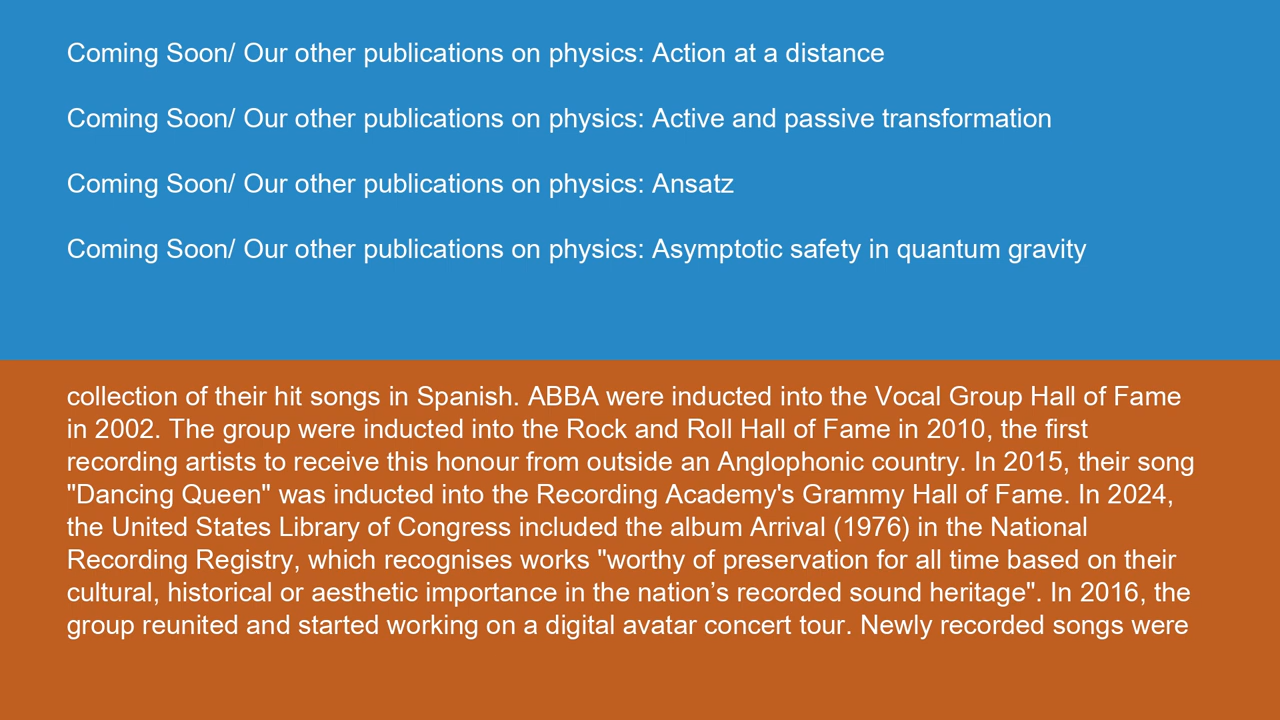 Coming Soon/ Our other publications on physics: Action at a distance
Coming Soon/ Our other publications on physics: Active and passive transformation
Coming Soon/ Our other publications on physics: Ansatz
Coming Soon/ Our other publications on physics: Asymptotic safety in quantum gravity
collection of their hit songs in Spanish. ABBA were inducted into the Vocal Group Hall of Fame
in 2002. The group were inducted into the Rock and Roll Hall of Fame in 2010, the first
recording artists to receive this honour from outside an Anglophonic country. In 2015, their song
"Dancing Queen" was inducted into the Recording Academy's Grammy Hall of Fame. In 2024,
the United States Library of Congress included the album Arrival (1976) in the National
Recording Registry, which recognises works "worthy of preservation for all time based on their
cultural, historical or aesthetic importance in the nation’s recorded sound heritage". In 2016, the
group reunited and started working on a digital avatar concert tour. Newly recorded songs were